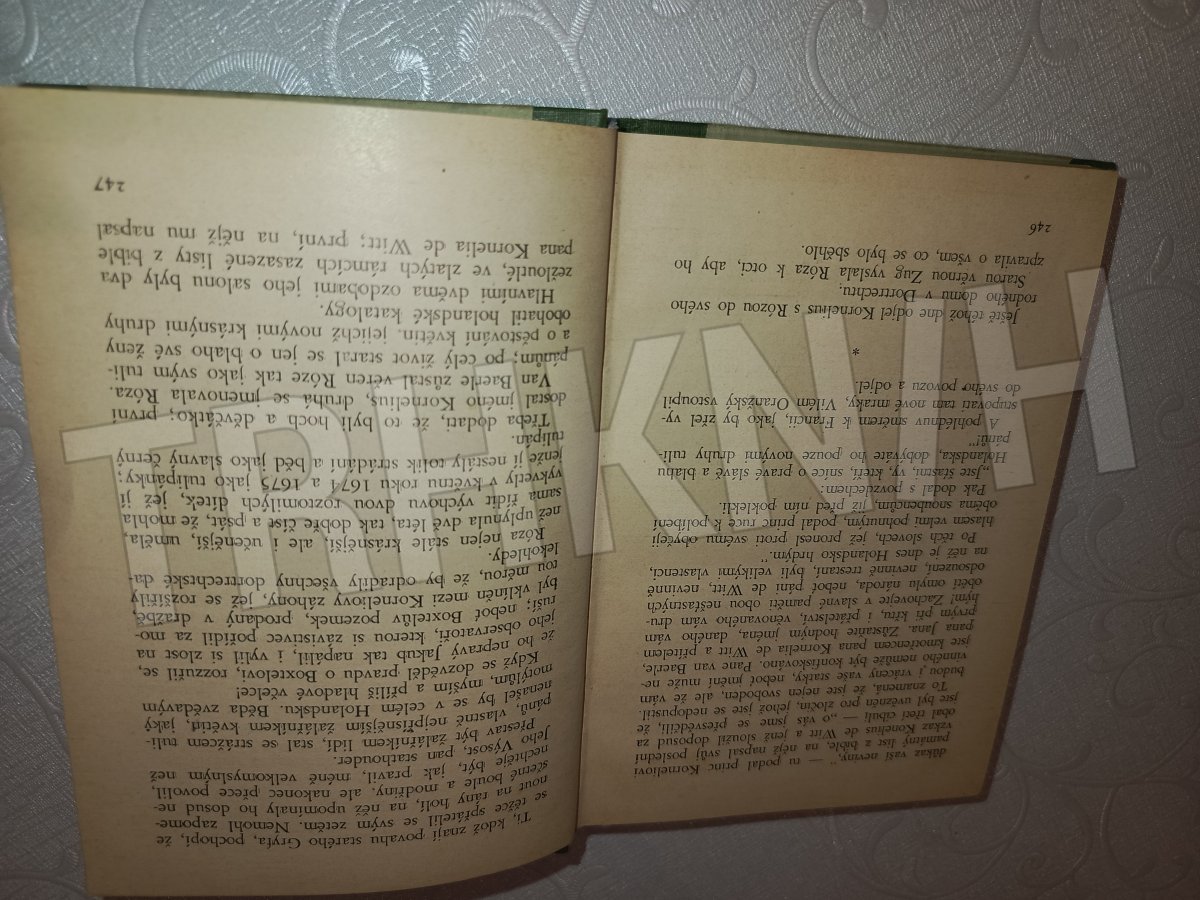 důkaz vaší neviny," — tu podal princ Korneliovi
památný list z bible, na nějž napsal svůj poslední
vzkaz Kornelius de Witt a jenž sloužil doposud za
obal třetí cibuli — „o vás jsme se přesvědčili, že
jste byl uvězněn pro zločin, jehož jste se nedopustil.
To znamená, že jste nejen svoboden, ale že vám
budou i vráceny vaše statky, neboť jmění muže ne-
vinného nemůže být konfiskováno. Pane van Baerle,
jste kmotřencem pana Kornelia de Witta a přítelem
pana Jana. Zůstaňte hodným jména, daného vám
prvým při křtu, i přátelství, věnovaného vám dru-
hým! Zachovejte v slavné paměti obou nešťastných
obětí omylu národa, neboť páni de Witt, nevinně
odsouzení, nevinně trestaní, byli velikými vlastenci,
na něž je dnes Holandsko hrdým."
Po těch slovech, jež pronesl proti svému obyčeji
hlasem velmi pohnutým, podal princ ruce k políbení
oběma snoubencům, již před ním poklekli.
Pak dodal s povzdechem:
„Jste šťastni, vy, kteří, sníce o pravé slávě a blahu
Holandska, dobýváte ho pouze novými druhy tuli-
pánů!"
A pohlédnuv směrem k Francii, jako by zřel vy-
stupovati tam nové mraky, Vilém Oranžský vstoupil
do svého povozu a odjel.
*
Ještě téhož dne odjel Kornelius s Rózou do svého
rodného domu v Dortrechtu.
Starou věrnou Zug vyslala Róza k otci, aby ho
zpravila o všem, co se bylo sběhlo.
246
Ti, kdož znají povahu starého Gryfa, pochopí, že
se těžce spřátelil se svým zetěm. Nemohl zapome-
nout na rány holí, na něž upomínaly ho dosud ne-
sčetné boule a modřiny, ale nakonec přece povolil,
nechtěje být, jak pravil, méně velkomyslným než
Jeho Výsost, pan stathouder.
Přestav být žalářníkem lidí, stal se strážcem tuli-
pánů, vlastně nejpřísnějším žalářníkem květin, jaký
nenašel by se v celém Holandsku. Běda zvědavým
motýlům, myším a příliš hladové včelce!
Když se dozvěděl pravdu o Boxtelovi, rozzuřil se,
že ho nepravý Jakub tak napálil, i vylil si zlost na
jeho observatoři, kterou si závistivec pořídil za mo-
ruší; neboť Boxtelův pozemek, prodaný v dražbě,
byl vklíněn mezi Korneliovy záhony, jež se rozšířily
tou měrou, že by odradily všechny dortrechtské da-
lekohledy.
Róza nejen stále krásnější, ale i učenější, uměla,
než uplynula dvě léta, tak dobře číst a psát, že mohla
sama řídit výchovu dvou roztomilých dítek, jež jí
vykvetly v květnu roku 1674 a 1675 jako tulipánky;
jenže jí nestály tolik strádání a běd jako slavný černý
tulipán.
Třeba dodati, že to byli hoch a děvčátko; první
dostal jméno Kornelius, druhá se jmenovala Róza.
Van Baerle zůstal věren Róze tak jako svým tuli-
pánům; po celý život staral se jen o blaho své ženy
a o pěstování květin, jejichž novými krásnými druhy
obohatil holandské katalogy.
Hlavními dvěma ozdobami jeho salonu byly dva
zežloutlé, ve zlatých rámcích zasazené listy z bible
pana Kornelia de Witt; první, na nějž mu napsal
247
TREKNIH